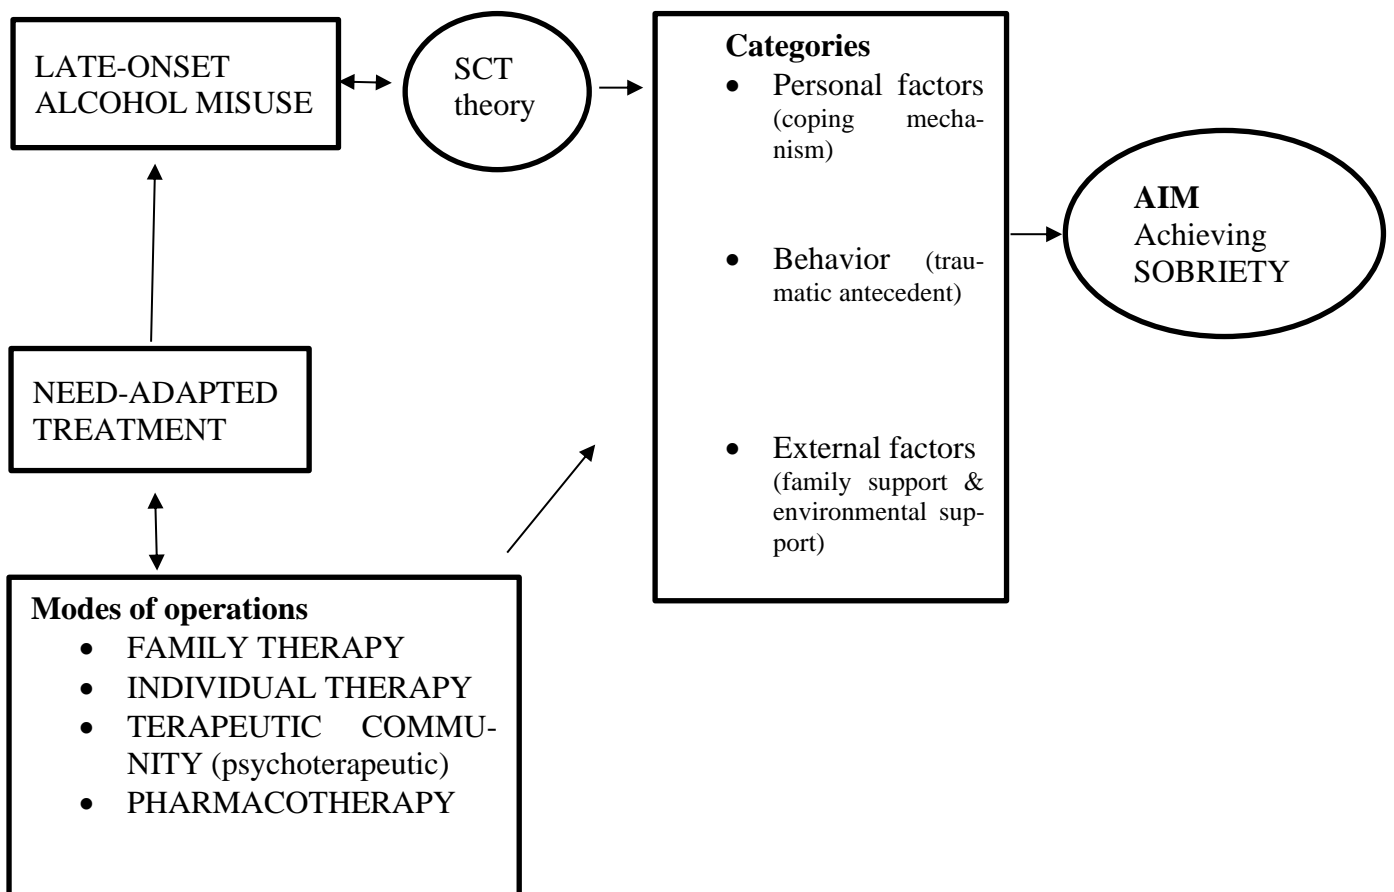 LATE-ONSET
ALCOHOL MISUSE
SCT
theory
Categories
• Personal factors
(coping mecha-
nism)
• Behavior (trau-
matic antecedent)
• External factors
(family support &
environmental sup-
port)
AIM
Achieving
SOBRIETY
NEED-ADAPTED
TREATMENT
Modes of operations
• FAMILY THERAPY
• INDIVIDUAL THERAPY
• TERAPEUTIC COMMU-
NITY (psychoterapeutic)
• PHARMACOTHERAPY